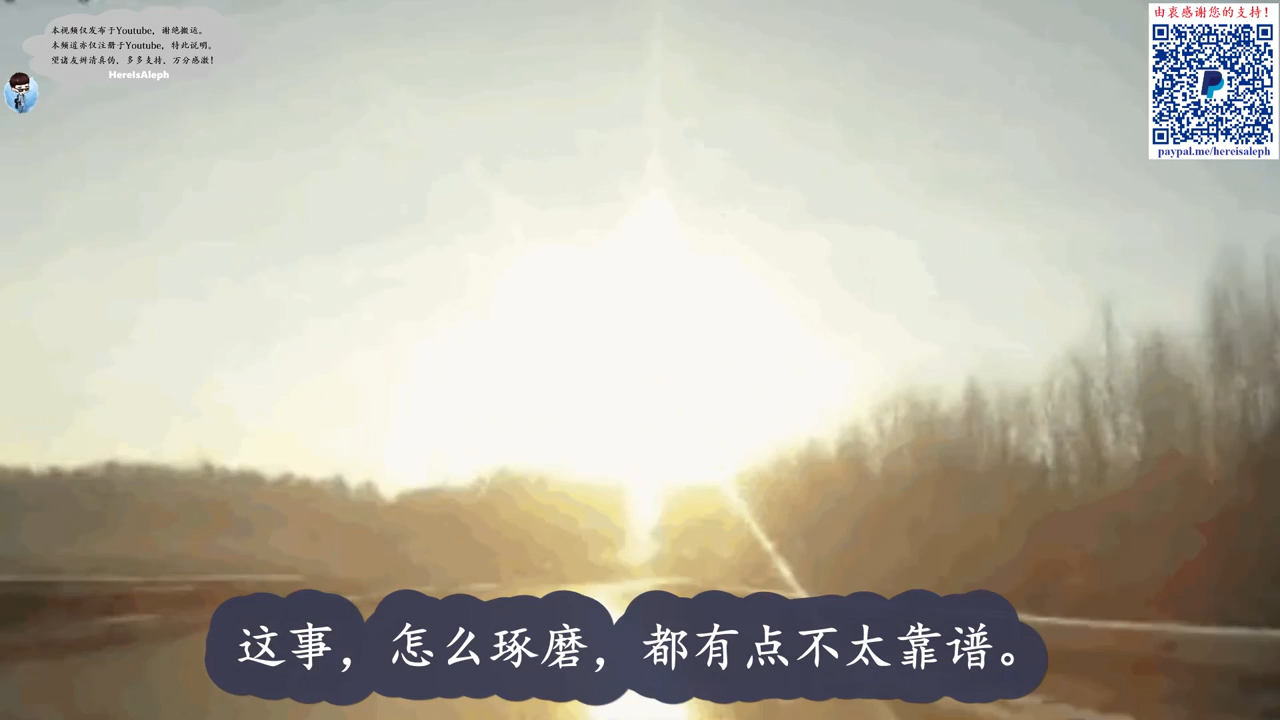 本视频仅发布于Youtube，谢绝搬运。
本频道亦仅注册于Youtube，特此说明。
望诸友辨清真伪，多多支持，万分感激！
HereIsAleph
由衷感谢您的支持！
paypal.me/hereisaleph
这事，怎么琢磨，都有点不太靠谱。